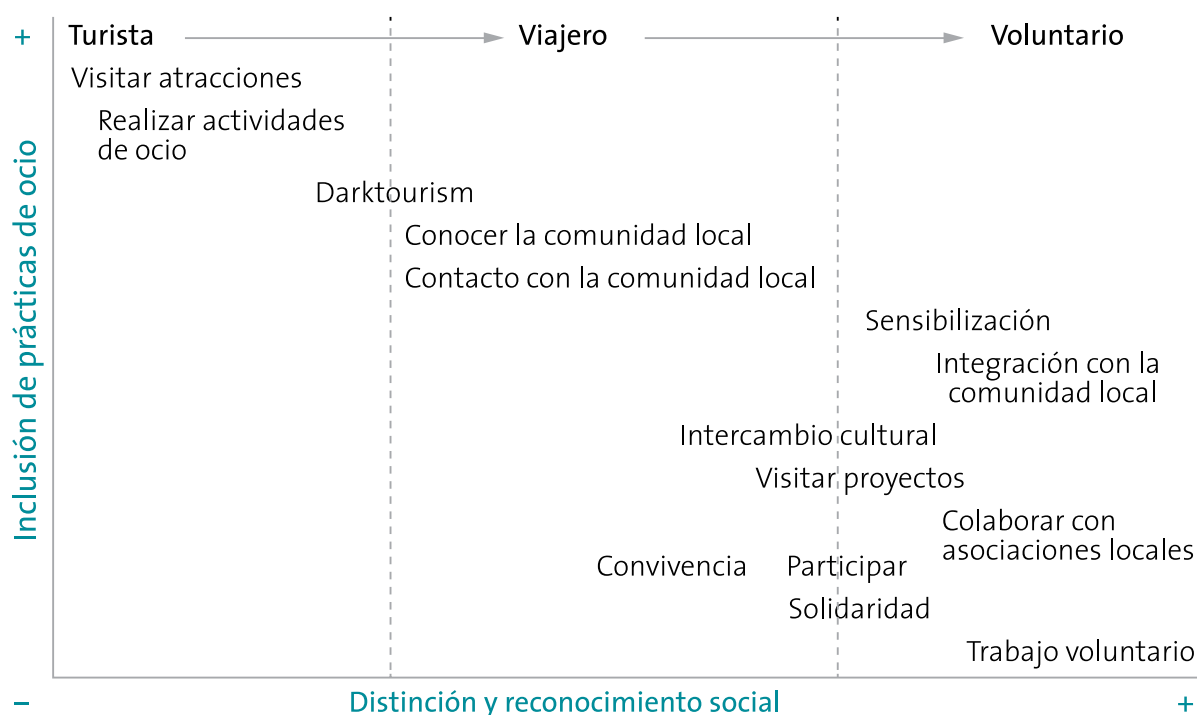 +
Turista
Viajero
Voluntario
Visitar atracciones
Realizar actividades
de ocio
Darktourism
Conocer la comunidad local
Contacto con la comunidad local
Sensibilización
Integración con la
comunidad local
Intercambio cultural
Visitar proyectos
Colaborar con
asociaciones locales
Convivencia
Participar
Solidaridad
Trabajo voluntario
Inclusión de prácticas de ocio
–
Distinción y reconocimiento social
+